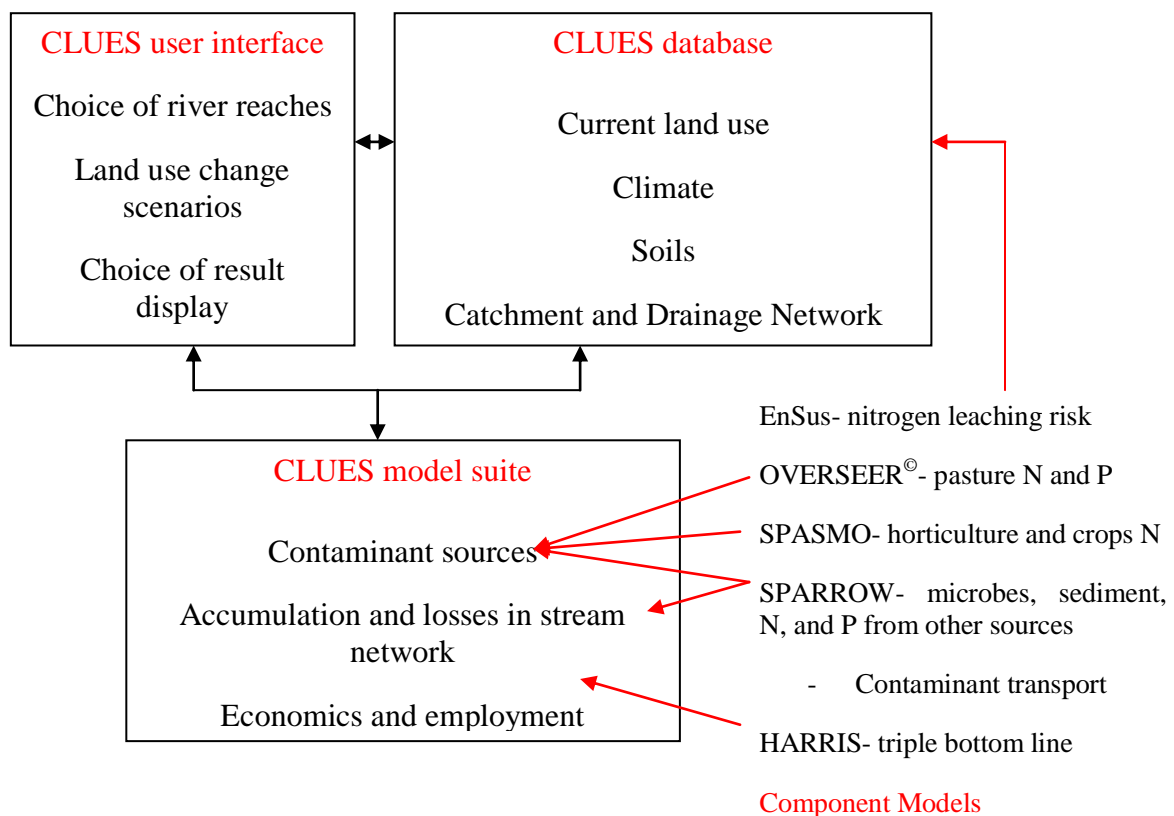 CLUES user interface
Choice of river reaches
Land use change
scenarios
Choice of result
display
CLUES database
Current land use
Climate
Soils
Catchment and Drainage Network
CLUES model suite
Contaminant sources
Accumulation and losses in stream
network
Economics and employment
EnSus- nitrogen leaching risk
OVERSEER©- pasture N and P
SPASMO- horticulture and crops N
SPARROW- microbes, sediment,
N, and P from other sources
- Contaminant transport
HARRIS- triple bottom line
Component Models